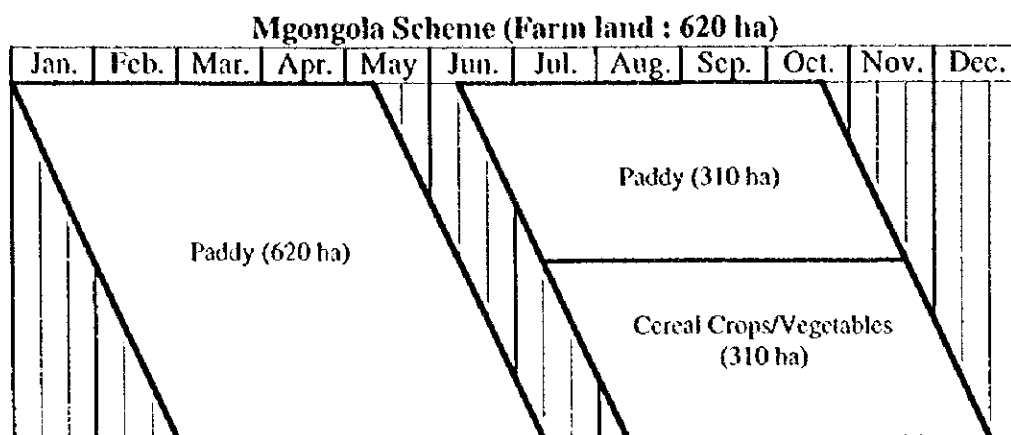 Mgongola Scheme (Farm land : 620 ha)
Jan. Feb. Mar. Apr. May Jun. Jul. Aug. Sep. Oct. Nov. Dec.
Paddy (310 ha)
Paddy (620 ha)
Cereal Crops/Vegetables
(310 ha)